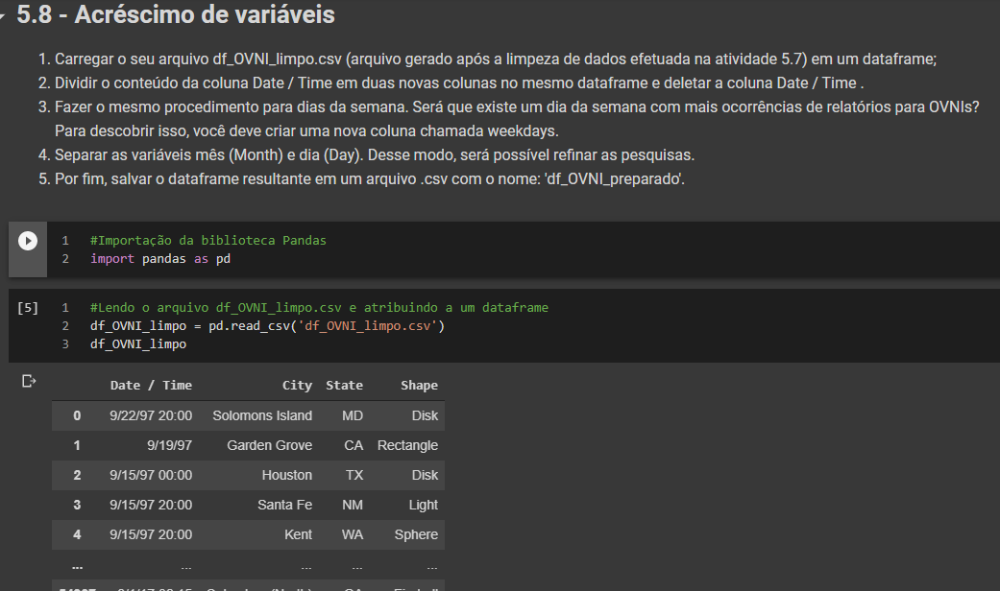 5.8 - Acréscimo de variáveis
1. Carregar o seu arquivo df_OVNI_limpo.csv (arquivo gerado após a limpeza de dados efetuada na atividade 5.7) em um dataframe;
2. Dividir o conteúdo da coluna Date / Time em duas novas colunas no mesmo dataframe e deletar a coluna Date / Time .
3. Fazer o mesmo procedimento para dias da semana. Será que existe um dia da semana com mais ocorrências de relatórios para OVNIs?
Para descobrir isso, você deve criar uma nova coluna chamada weekdays.
4. Separar as variáveis mês (Month) e dia (Day). Desse modo, será possível refinar as pesquisas.
5. Por fim, salvar o dataframe resultante em um arquivo .csv com o nome: 'df_OVNI_preparado'.
1 #Importação da biblioteca Pandas
2 import pandas as pd
[5] 1 #Lendo o arquivo df_OVNI_limpo.csv e atribuindo a um dataframe
2 df_OVNI_limpo = pd.read_csv('df_OVNI_limpo.csv')
3 df_OVNI_limpo
Date / Time City State Shape
0 9/22/97 20:00 Solomons Island MD Disk
1 9/19/97 Garden Grove CA Rectangle
2 9/15/97 00:00 Houston TX Disk
3 9/15/97 20:00 Santa Fe NM Light
4 9/15/97 20:00 Kent WA Sphere
... ... ... ... ...